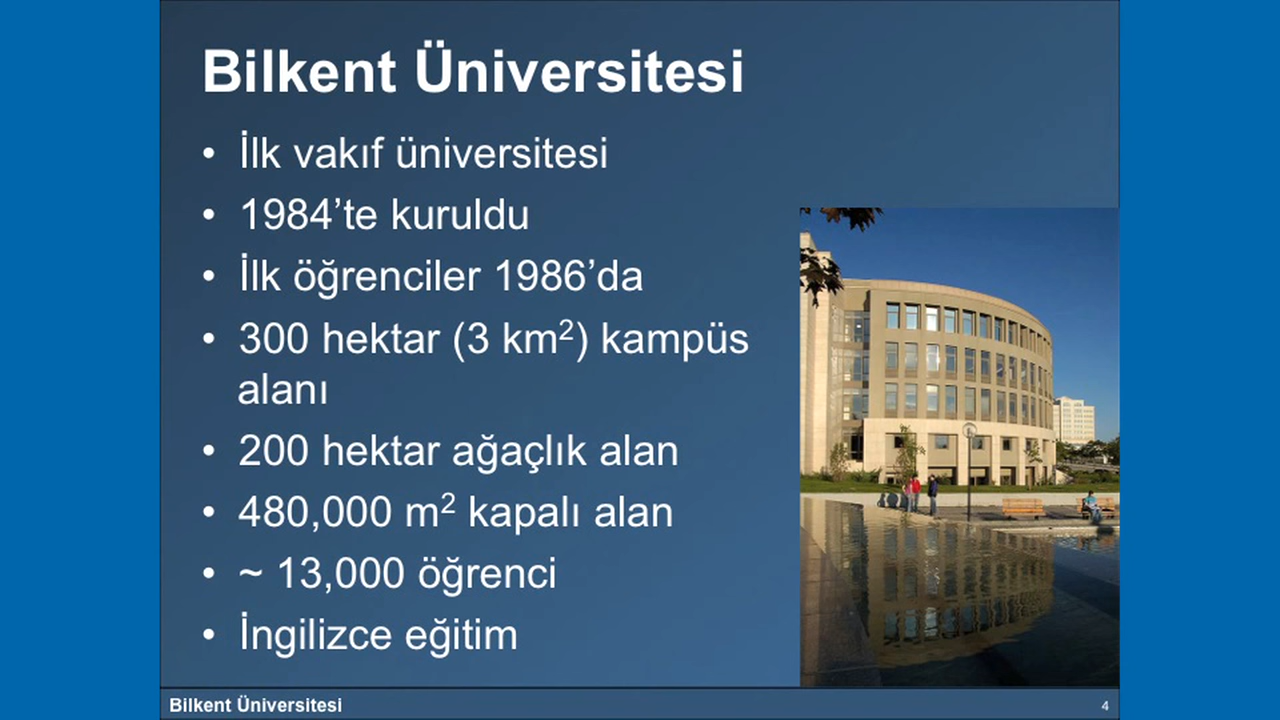 Bilkent Üniversitesi
• İlk vakıf üniversitesi
• 1984’te kuruldu
• İlk öğrenciler 1986’da
• 300 hektar (3 km²) kampüs
alanı
• 200 hektar ağaçlık alan
• 480,000 m² kapalı alan
• ~ 13,000 öğrenci
• İngilizce eğitim
Bilkent Üniversitesi
4